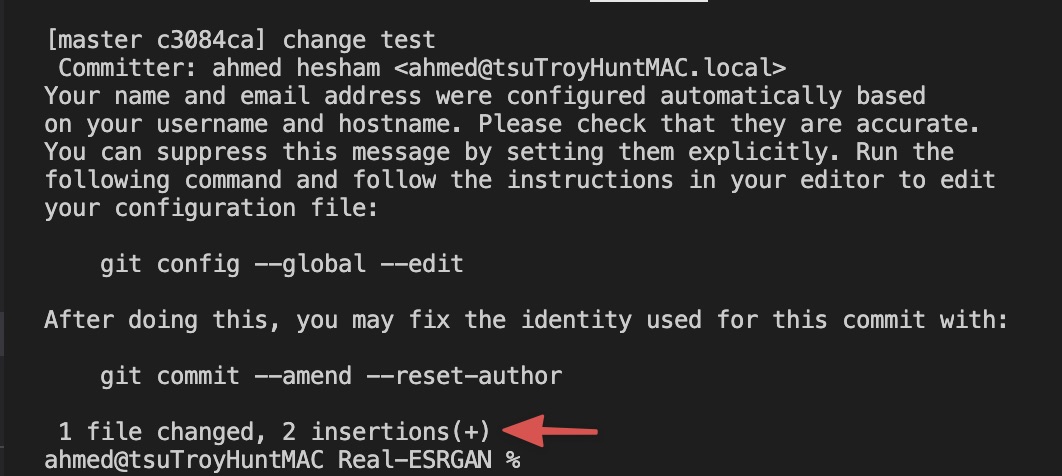 [master c3084ca] change test
Committer: ahmed hesham <ahmed@tsuTroyHuntMAC.local>
Your name and email address were configured automatically based
on your username and hostname. Please check that they are accurate.
You can suppress this message by setting them explicitly. Run the
following command and follow the instructions in your editor to edit
your configuration file:
git config --global --edit
After doing this, you may fix the identity used for this commit with:
git commit --amend --reset-author
1 file changed, 2 insertions(+)
ahmed@tsuTroyHuntMAC Real-ESRGAN %